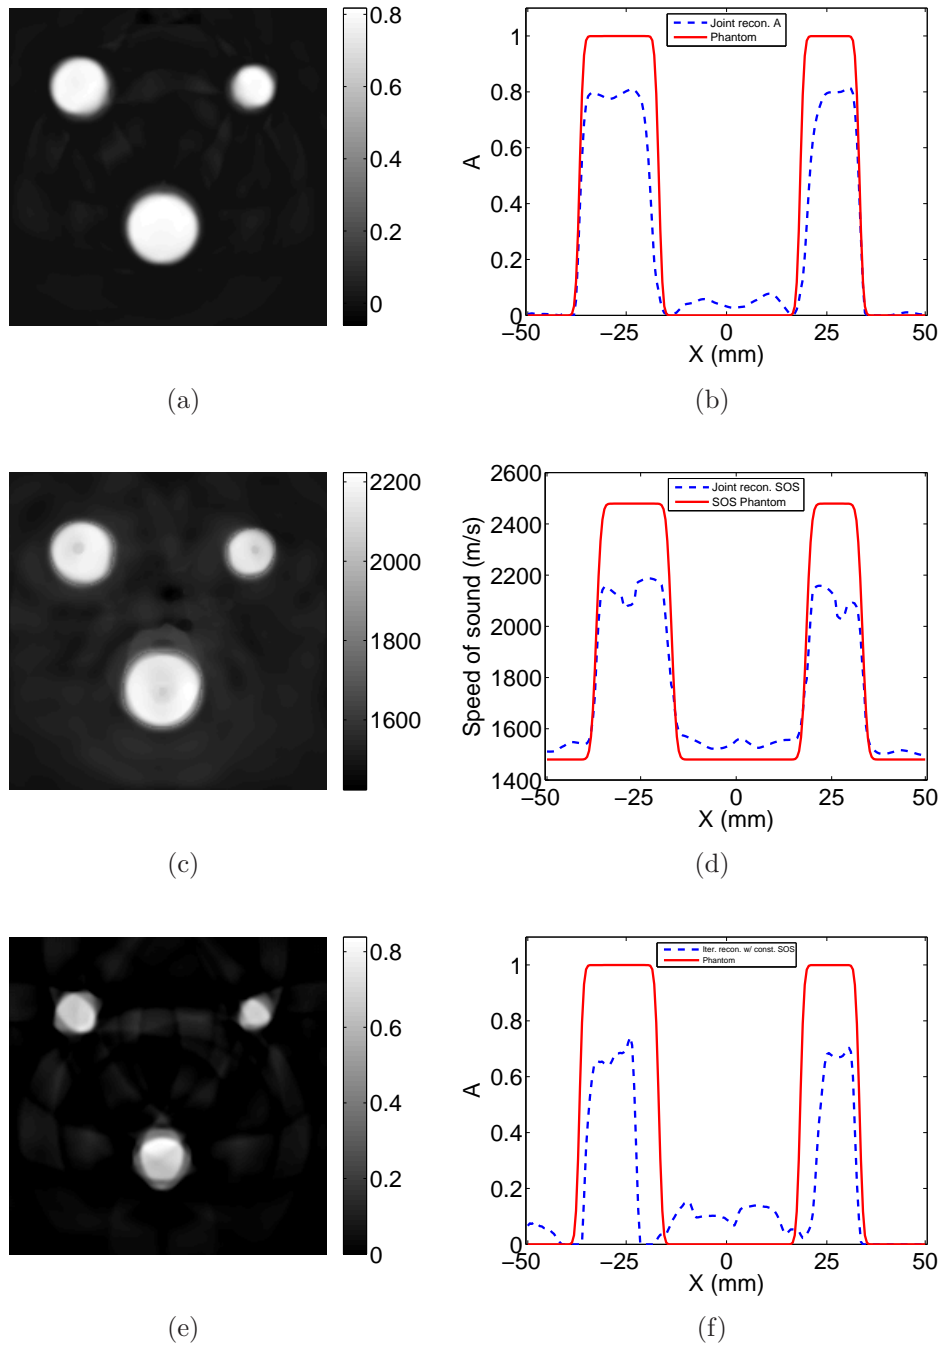 0.8
0.6
0.4
0.2
0
(a)
Joint recon. A
Phantom
1
0.8
0.6
0.4
0.2
0
A
−50 −25 0 25 50
X (mm)
(b)
2200
2000
1800
1600
(c)
Joint recon. SOS
SOS Phantom
2600
2400
2200
2000
1800
1600
1400
Speed of sound (m/s)
−50 −25 0 25 50
X (mm)
(d)
0.8
0.6
0.4
0.2
0
(e)
Iter. recon. w/ const. SOS
Phantom
1
0.8
0.6
0.4
0.2
0
A
−50 −25 0 25 50
X (mm)
(f)